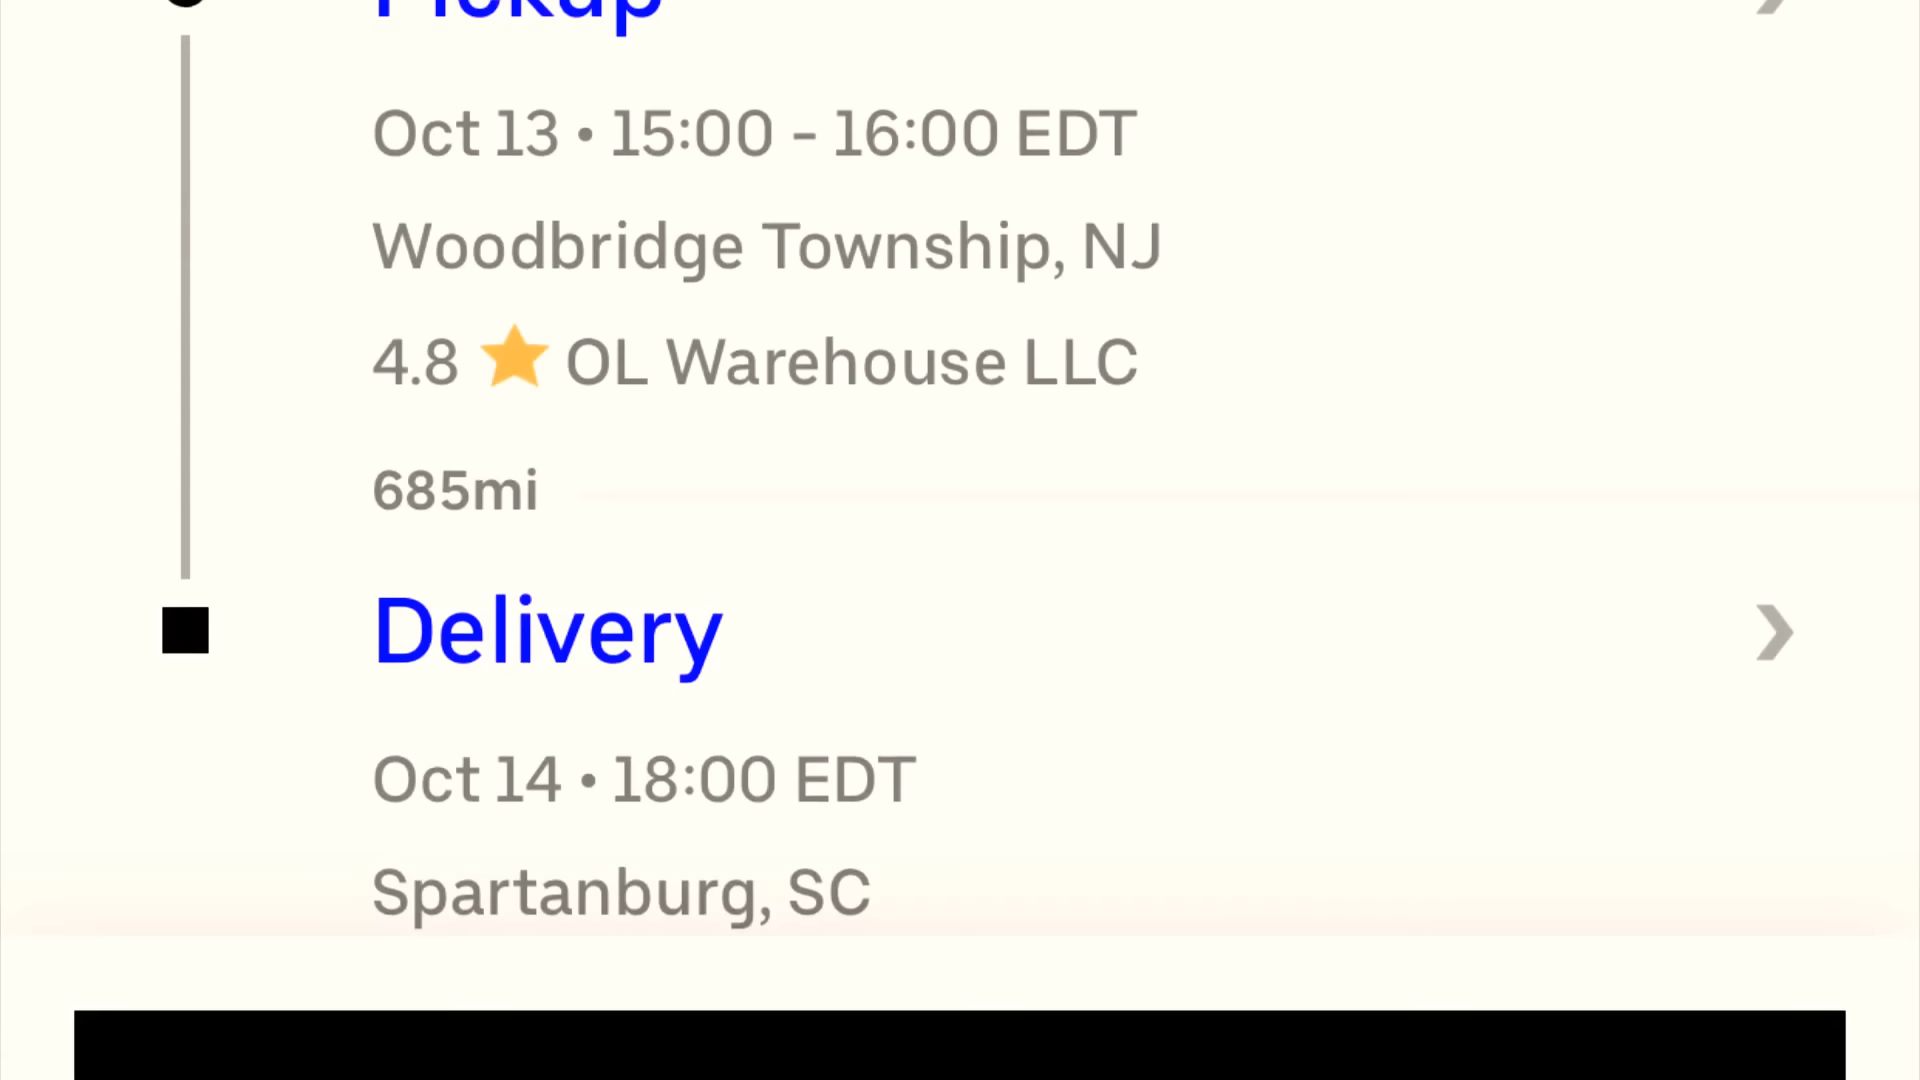 Pickup
Oct 13 • 15:00 - 16:00 EDT
Woodbridge Township, NJ
4.8 ⭐ OL Warehouse LLC
685mi
Delivery
Oct 14 • 18:00 EDT
Spartanburg, SC